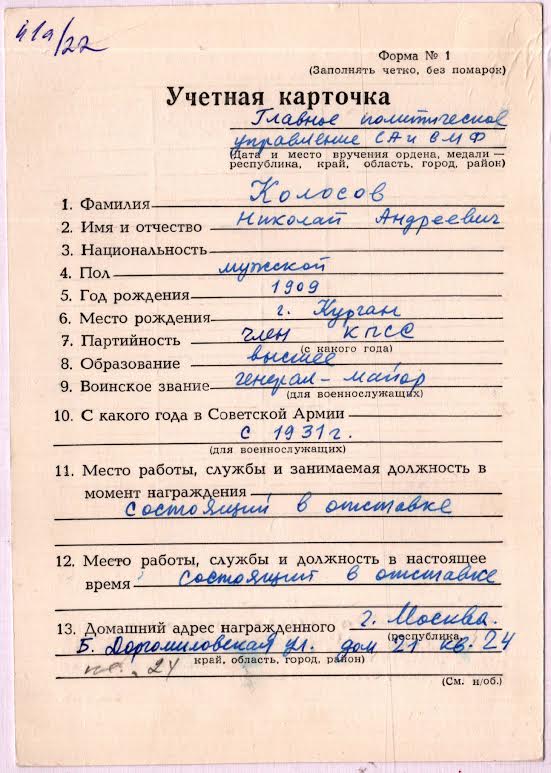 41а/22
Форма № 1
(Заполнять четко, без помарок)
Учетная карточка
Главное политическое
управление СА и ВМФ
(Дата и место вручения ордена, медали —
республика, край, область, город, район)
1. Фамилия Колосов
2. Имя и отчество Николай Андреевич
3. Национальность
4. Пол мужской
5. Год рождения 1909
6. Место рождения г. Курган
7. Партийность член КПСС
(с какого года)
8. Образование высшее
9. Воинское звание генерал-майор
(для военнослужащих)
10. С какого года в Советской Армии
с 1931 г.
(для военнослужащих)
11. Место работы, службы и занимаемая должность в
момент награждения
состоящий в отставке
12. Место работы, службы и должность в настоящее
время состоящий в отставке
13. Домашний адрес награжденного г. Москва.
(республика,
Б. Дорогомиловская ул. дом 21 кв. 24
край, область, город, район)
кв. 24
(См. н/об.)